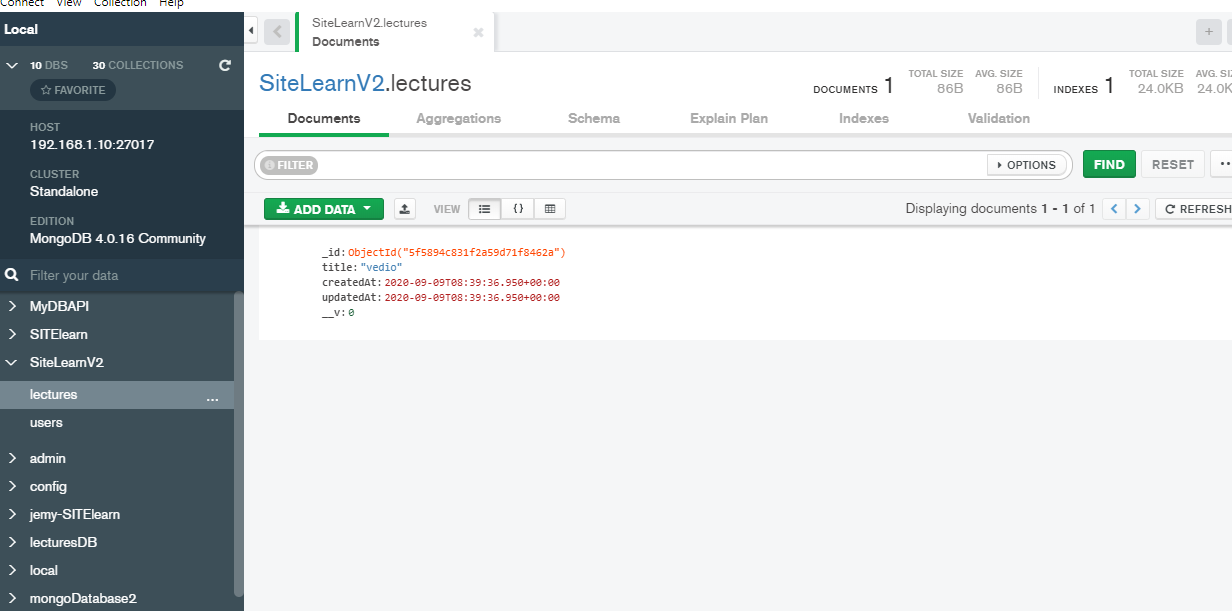 Connect View Collection Help
Local
10 DBS 30 COLLECTIONS
FAVORITE
HOST
192.168.1.10:27017
CLUSTER
Standalone
EDITION
MongoDB 4.0.16 Community
Filter your data
MyDBAPI
SITElearn
SiteLearnV2
lectures ...
users
admin
config
jemy-SITElearn
lecturesDB
local
mongoDatabase2
SiteLearnV2.lectures
Documents
SiteLearnV2.lectures
DOCUMENTS 1 TOTAL SIZE 86B AVG. SIZE 86B INDEXES 1 TOTAL SIZE 24.0KB AVG. 24.0K
Documents Aggregations Schema Explain Plan Indexes Validation
FILTER OPTIONS FIND RESET
ADD DATA VIEW {} Displaying documents 1 - 1 of 1 REFRESH
_id: ObjectId("5f5894c831f2a59d71f8462a")
title: "vedio"
createdAt: 2020-09-09T08:39:36.950+00:00
updatedAt: 2020-09-09T08:39:36.950+00:00
__v: 0